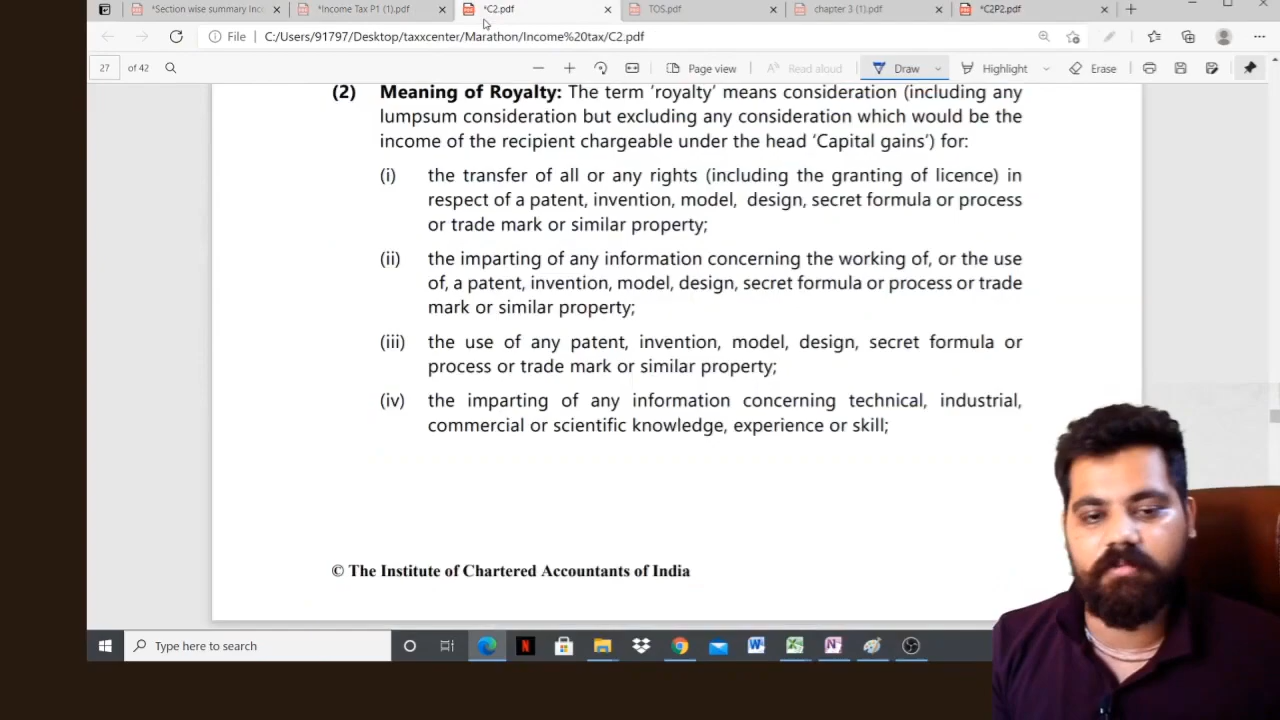 *Section wise summary Inc
*Income Tax P1 (1).pdf
*C2.pdf
TOS.pdf
chapter 3 (1).pdf
*C2P2.pdf
File
C:/Users/91797/Desktop/taxxcenter/Marathon/Income%20tax/C2.pdf
27 of 42
Page view
Read aloud
Draw
Highlight
Erase
(2) Meaning of Royalty: The term 'royalty' means consideration (including any
lumpsum consideration but excluding any consideration which would be the
income of the recipient chargeable under the head 'Capital gains') for:
(i) the transfer of all or any rights (including the granting of licence) in
respect of a patent, invention, model, design, secret formula or process
or trade mark or similar property;
(ii) the imparting of any information concerning the working of, or the use
of, a patent, invention, model, design, secret formula or process or trade
mark or similar property;
(iii) the use of any patent, invention, model, design, secret formula or
process or trade mark or similar property;
(iv) the imparting of any information concerning technical, industrial,
commercial or scientific knowledge, experience or skill;
© The Institute of Chartered Accountants of India
Type here to search